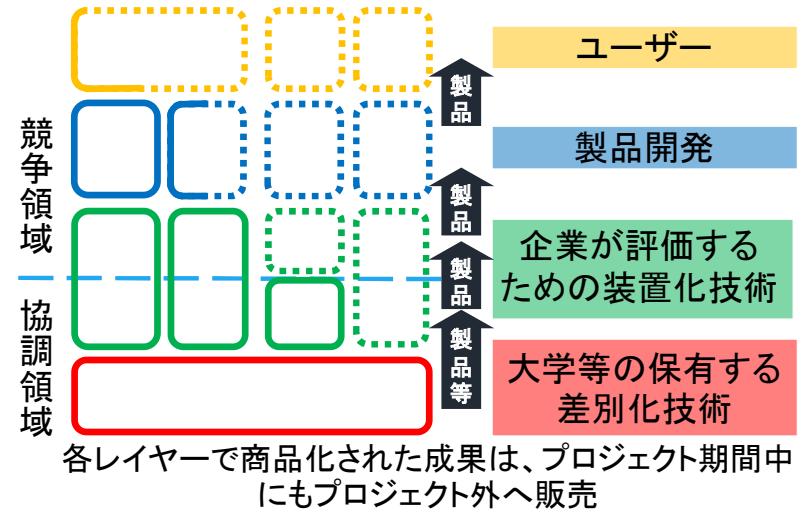 ユーザー
製品
製品開発
競争領域
製品
企業が評価する
ための装置化技術
製品
協調領域
製品等
大学等の保有する
差別化技術
各レイヤーで商品化された成果は、プロジェクト期間中
にもプロジェクト外へ販売